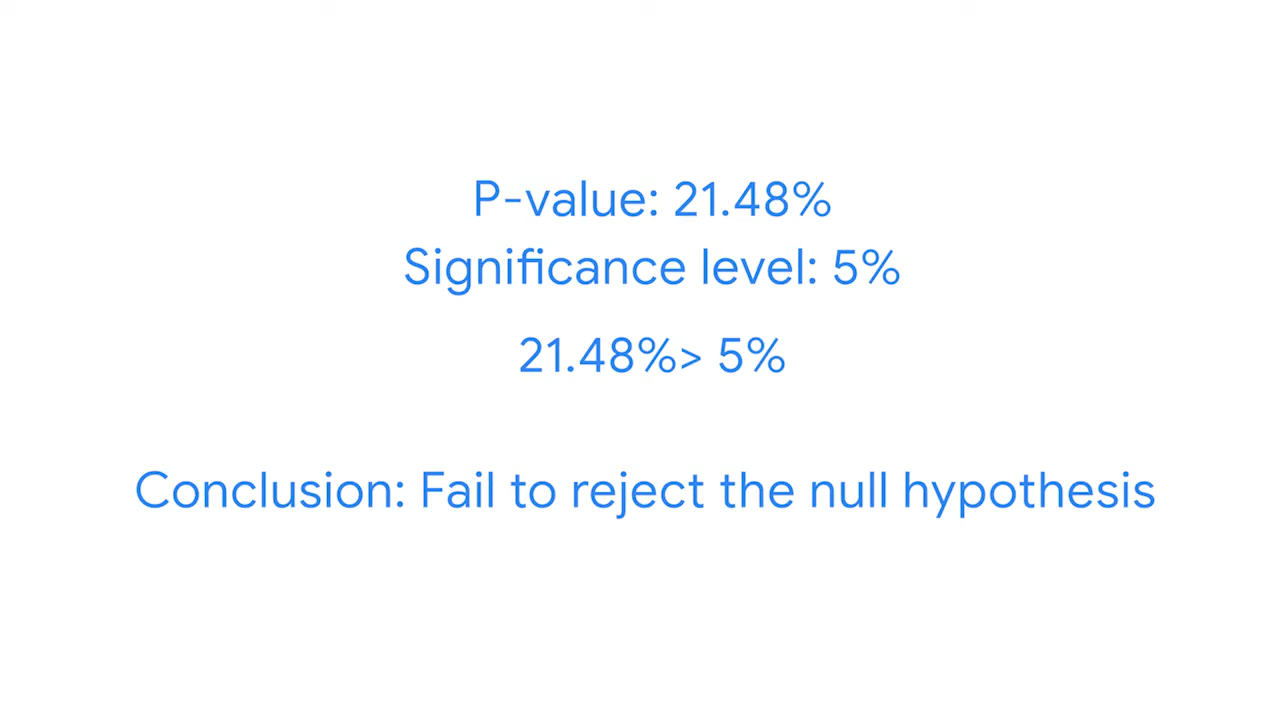 P-value: 21.48%
Significance level: 5%
21.48%> 5%
Conclusion: Fail to reject the null hypothesis